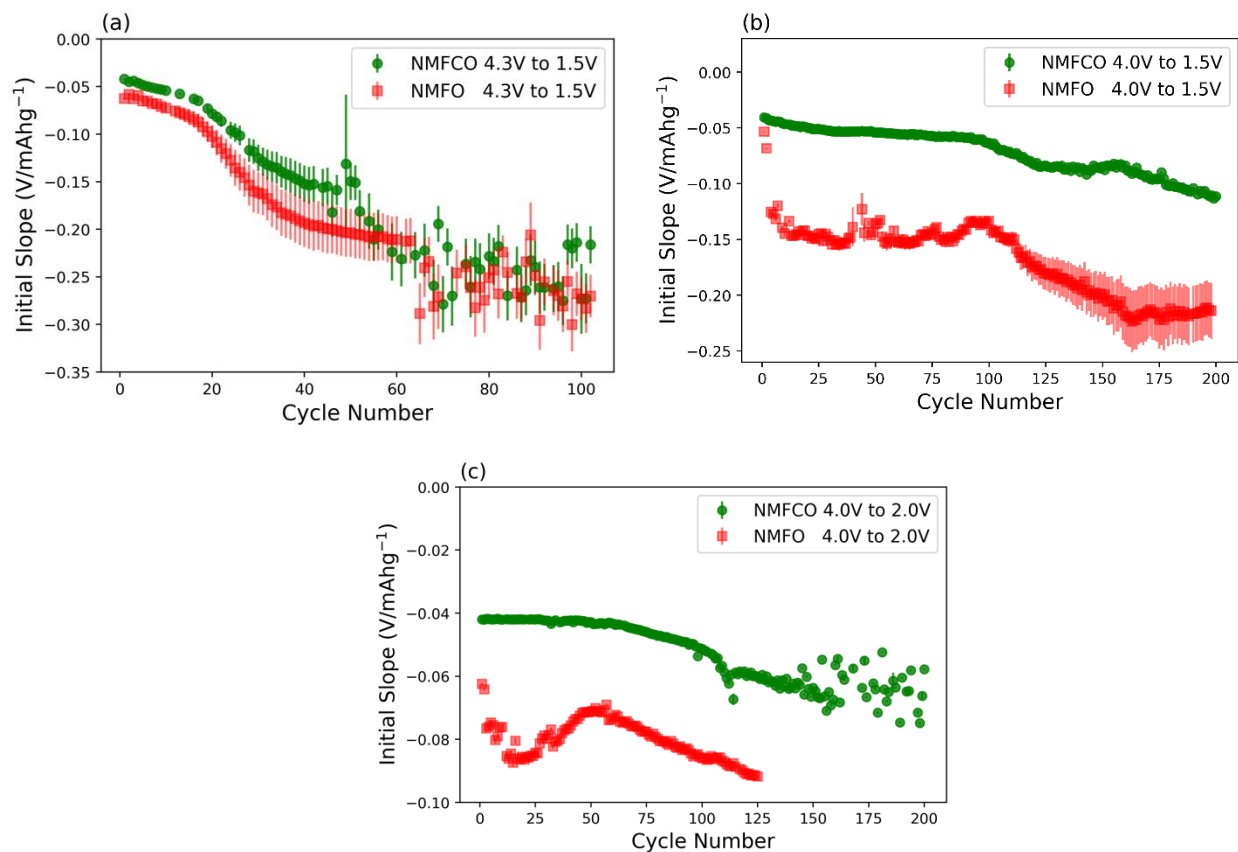 (a)
NMFCO 4.3V to 1.5V
NMFO 4.3V to 1.5V
0.00
−0.05
−0.10
−0.15
−0.20
−0.25
−0.30
−0.35
Initial Slope (V/mAhg⁻¹)
0 20 40 60 80 100
Cycle Number
(b)
NMFCO 4.0V to 1.5V
NMFO 4.0V to 1.5V
0.00
−0.05
−0.10
−0.15
−0.20
−0.25
Initial Slope (V/mAhg⁻¹)
0 25 50 75 100 125 150 175 200
Cycle Number
(c)
NMFCO 4.0V to 2.0V
NMFO 4.0V to 2.0V
0.00
−0.02
−0.04
−0.06
−0.08
−0.10
Initial Slope (V/mAhg⁻¹)
0 25 50 75 100 125 150 175 200
Cycle Number